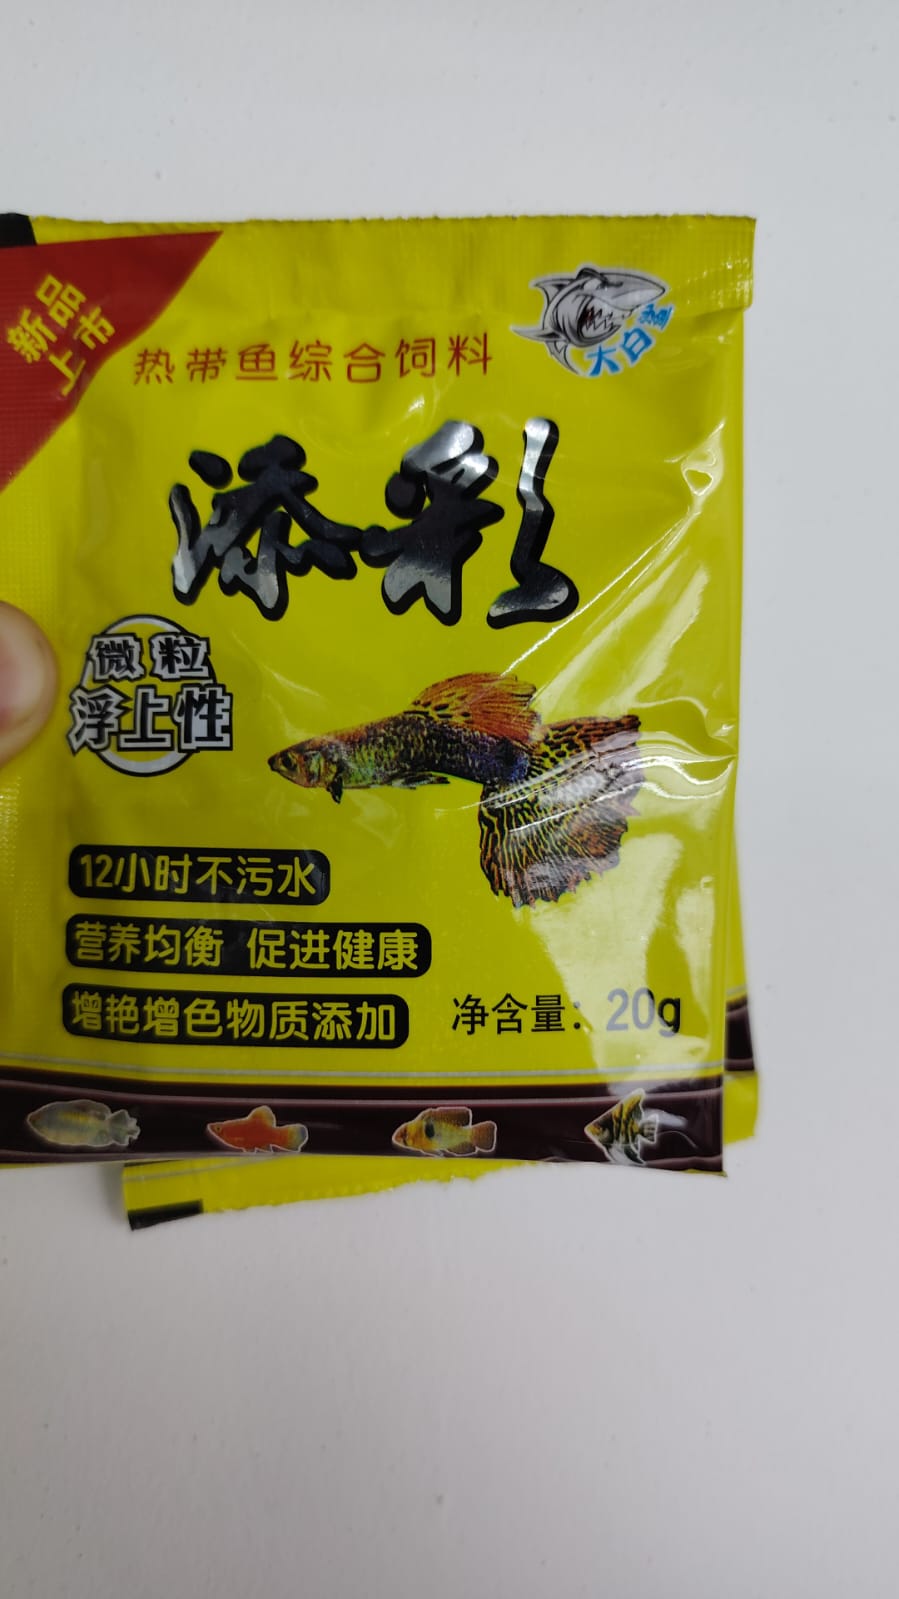 新品
上市
热带鱼综合饲料
大白鲨
添彩
微粒
浮上性
12小时不污水
营养均衡 促进健康
增艳增色物质添加
净含量：20g